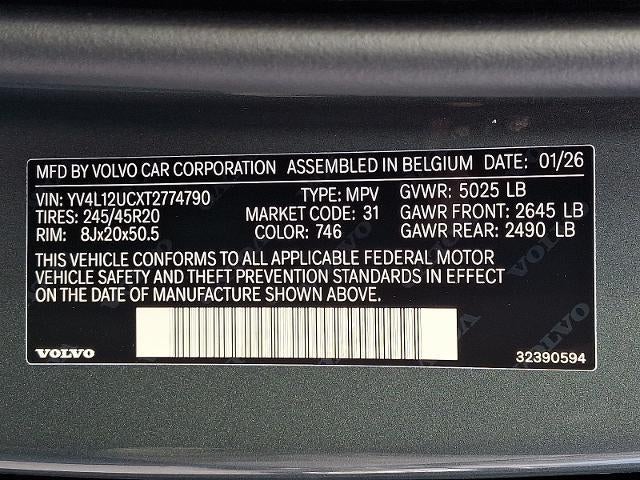 MFD BY VOLVO CAR CORPORATION ASSEMBLED IN BELGIUM DATE: 01/26
VIN: YV4L12UCXT2774790 TYPE: MPV GVWR: 5025 LB
TIRES: 245/45R20 MARKET CODE: 31 GAWR FRONT: 2645 LB
RIM: 8Jx20x50.5 COLOR: 746 GAWR REAR: 2490 LB
THIS VEHICLE CONFORMS TO ALL APPLICABLE FEDERAL MOTOR
VEHICLE SAFETY AND THEFT PREVENTION STANDARDS IN EFFECT
ON THE DATE OF MANUFACTURE SHOWN ABOVE.
VOLVO 32390594